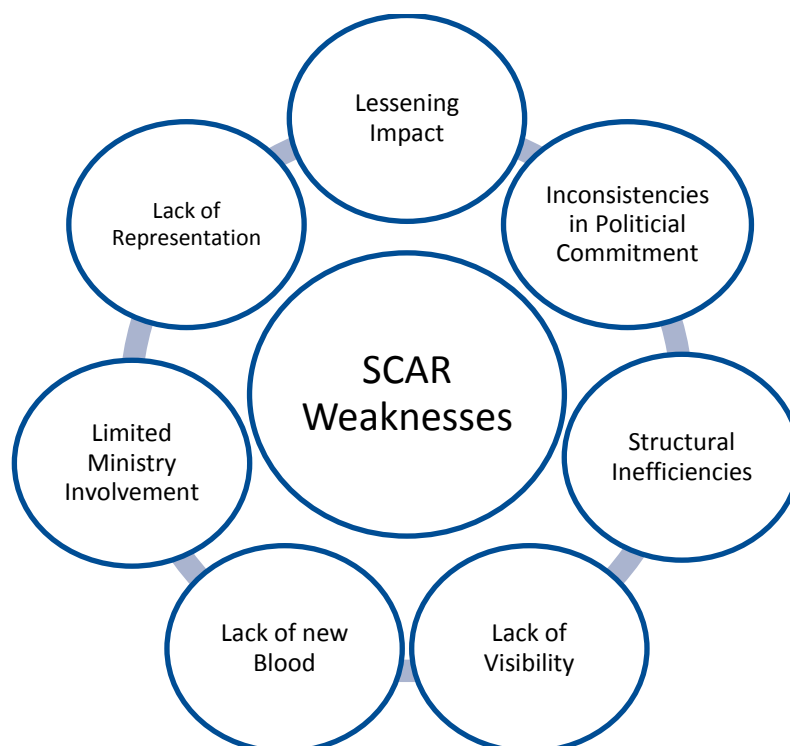 Lessening
Impact
Inconsistencies
in Politicial
Commitment
Structural
Inefficiencies
Lack of
Visibility
Lack of new
Blood
Limited
Ministry
Involvement
Lack of
Representation
SCAR
Weaknesses